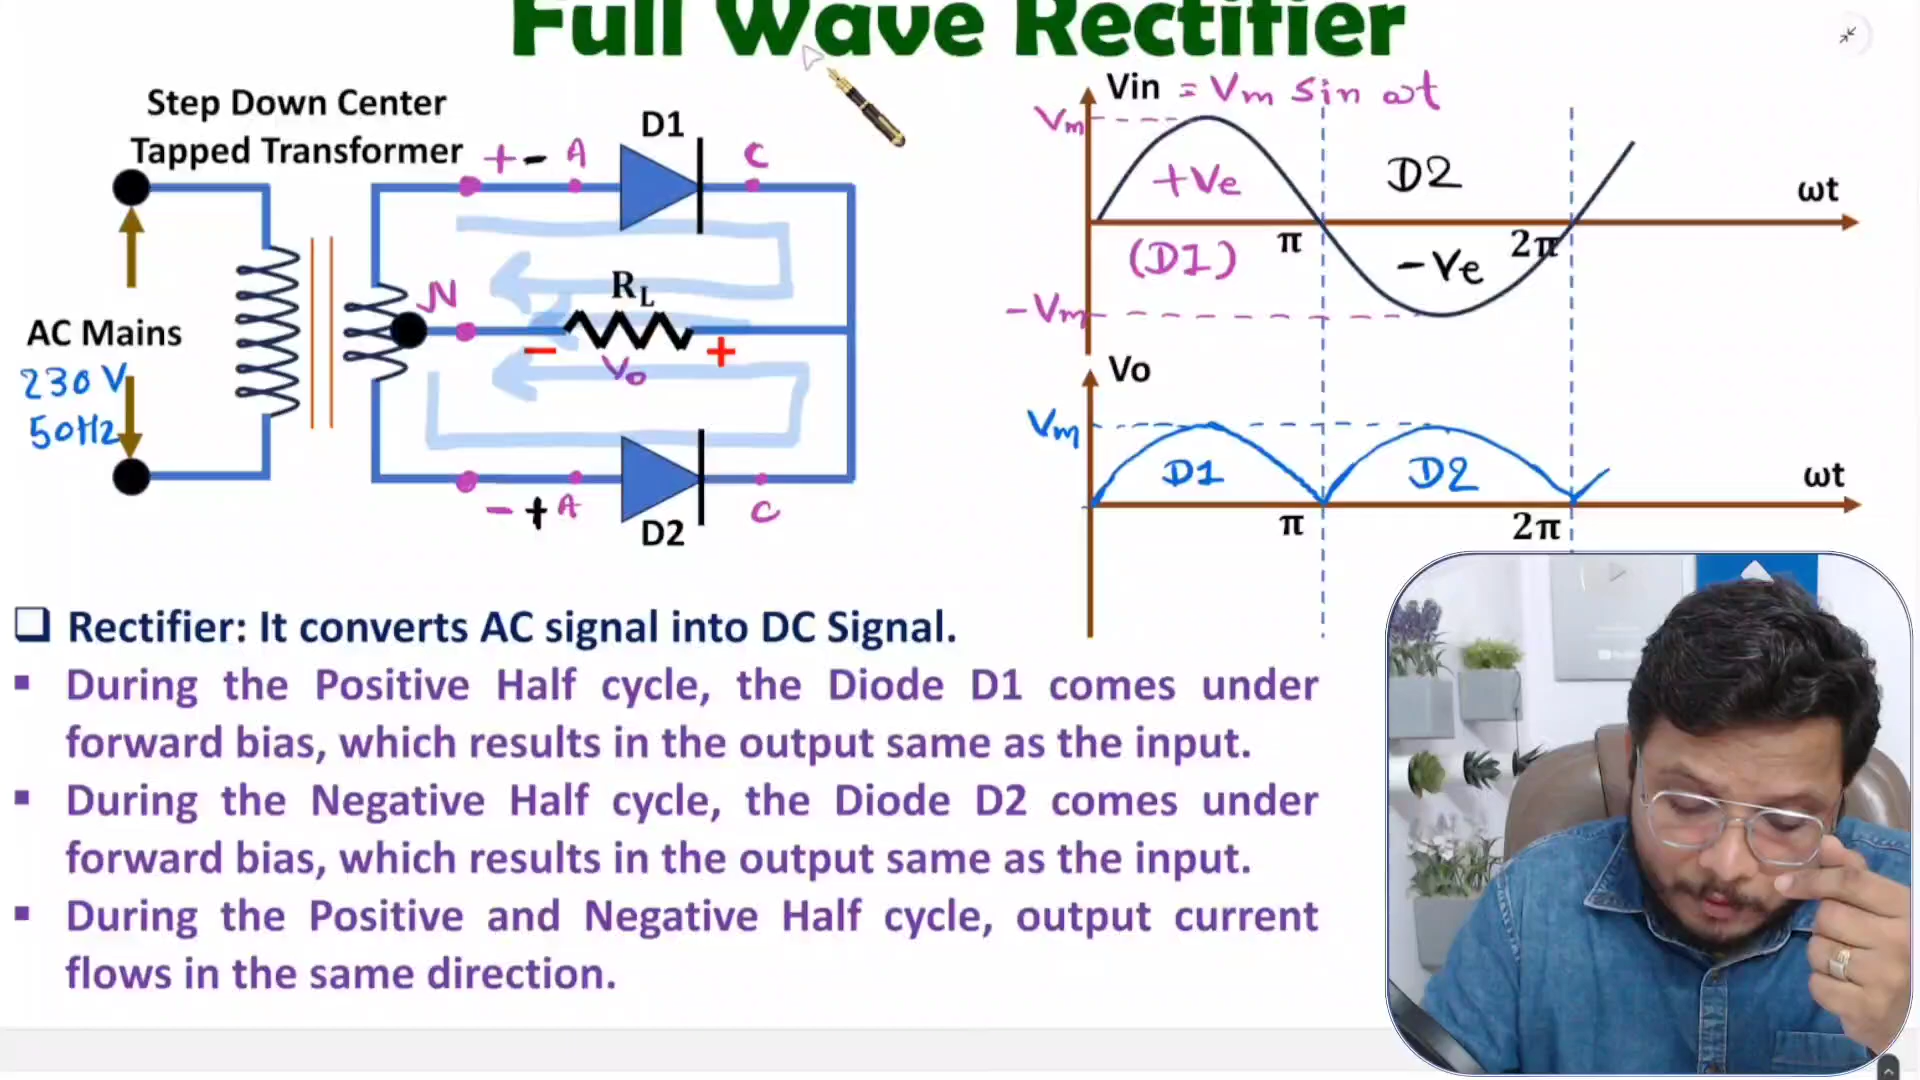 Full Wave Rectifier
Step Down Center
Tapped Transformer
+ - A
D1
C
AC Mains
230 V
50Hz
N
RL
- +
Vo
- + A
D2
C
Vin = Vm sin ωt
Vm
+Ve
D2
ωt
(D1)
π
-Ve
2π
-Vm
Vo
Vm
D1
D2
ωt
π
2π
❑ Rectifier: It converts AC signal into DC Signal.
▪ During the Positive Half cycle, the Diode D1 comes under
forward bias, which results in the output same as the input.
▪ During the Negative Half cycle, the Diode D2 comes under
forward bias, which results in the output same as the input.
▪ During the Positive and Negative Half cycle, output current
flows in the same direction.